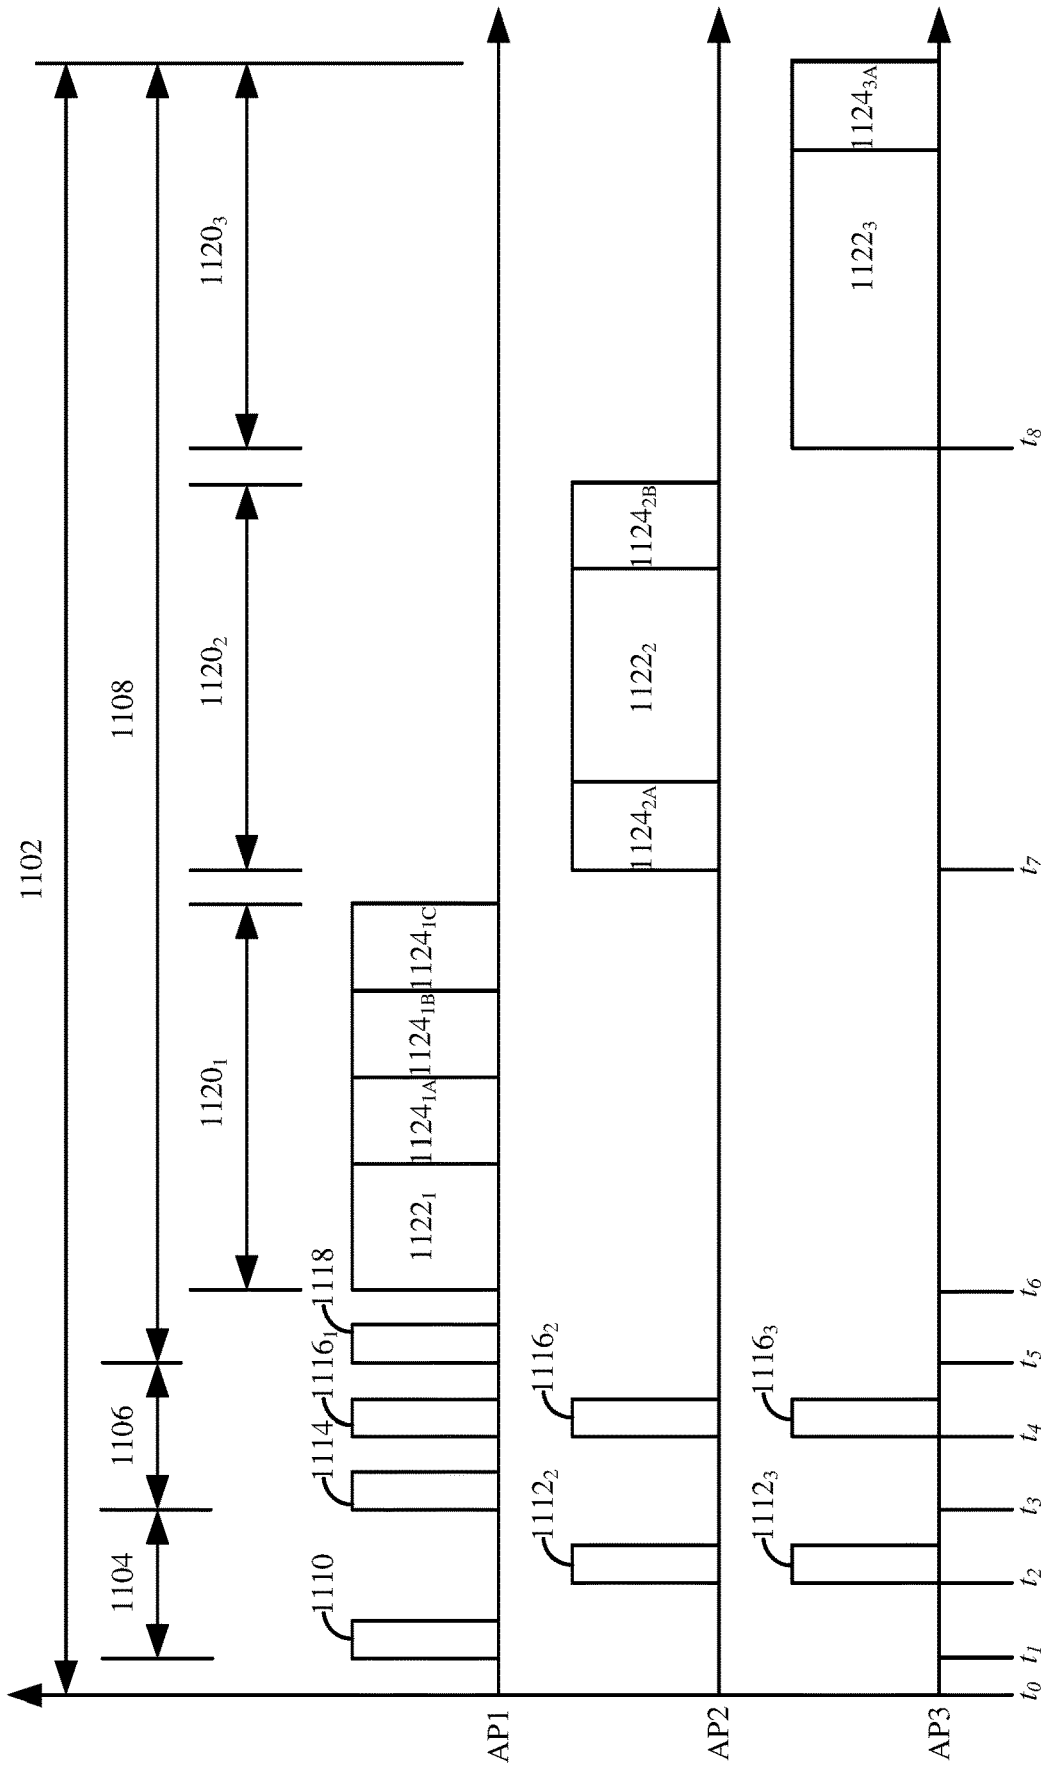 1102
1108
1104
1106
1120₁
1120₂
1120₃
1110
1114
1116₁
1118
1122₁
1124₁A
1124₁B
1124₁C
AP1
1112₂
1116₂
1124₂A
1122₂
1124₂B
AP2
1112₃
1116₃
1122₃
1124₃A
AP3
t₀
t₁
t₂
t₃
t₄
t₅
t₆
t₇
t₈